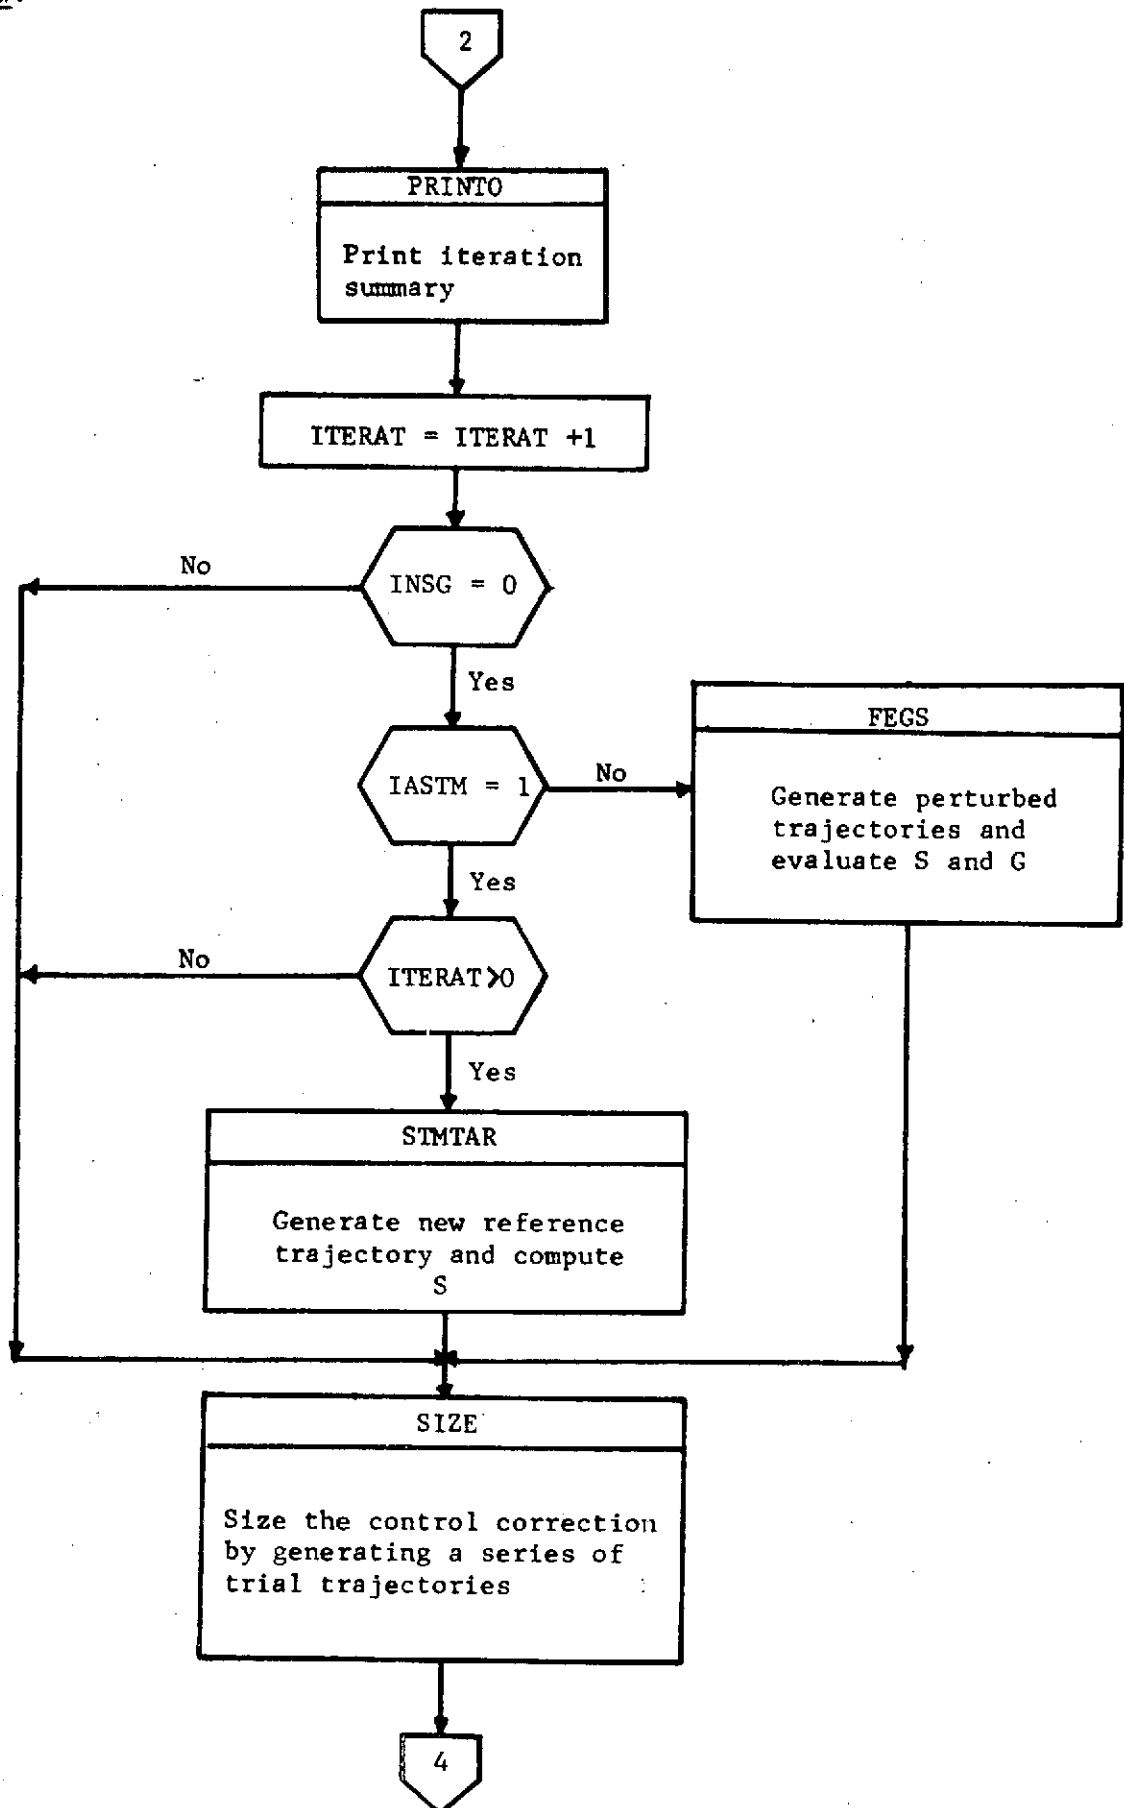 2
PRINTO
Print iteration
summary
ITERAT = ITERAT +1
INSG = 0
No
Yes
IASTM = 1
No
FEGS
Generate perturbed
trajectories and
evaluate S and G
Yes
ITERAT>0
No
Yes
STMTAR
Generate new reference
trajectory and compute
S
SIZE
Size the control correction
by generating a series of
trial trajectories
4